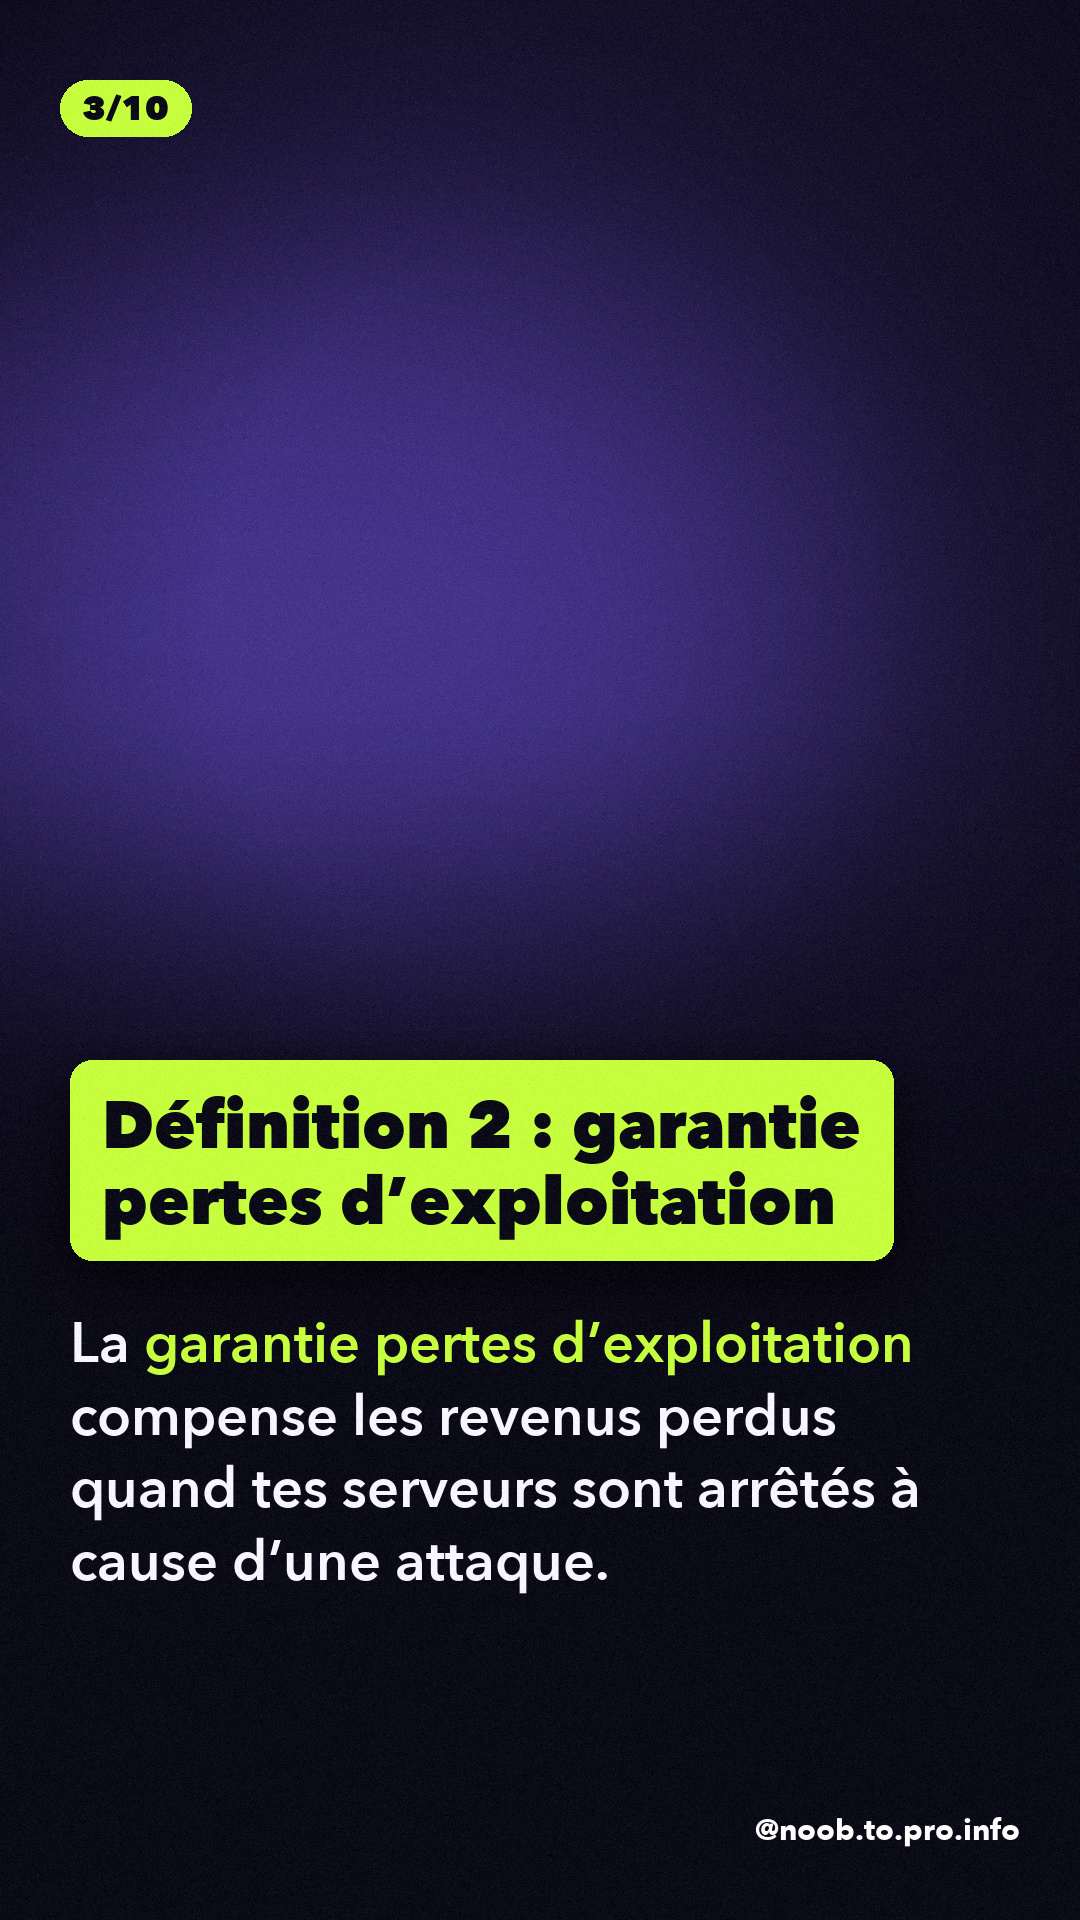 3/10
Définition 2 : garantie
pertes d’exploitation
La garantie pertes d’exploitation
compense les revenus perdus
quand tes serveurs sont arrêtés à
cause d’une attaque.
@noob.to.pro.info